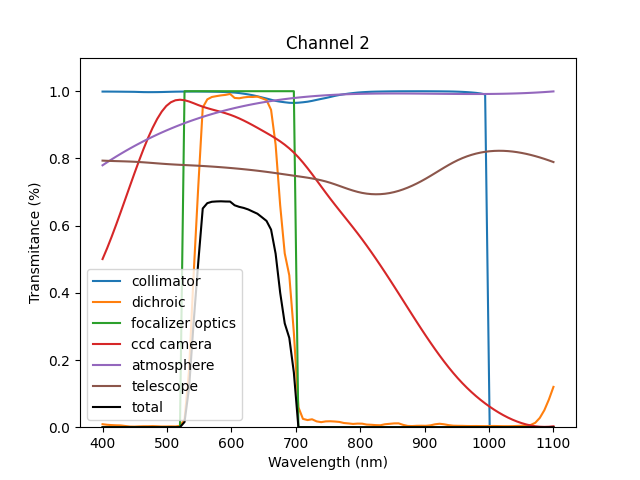 Channel 2
Transmitance (%)
1.0
0.8
0.6
0.4
0.2
0.0
collimator
dichroic
focalizer optics
ccd camera
atmosphere
telescope
total
400 500 600 700 800 900 1000 1100
Wavelength (nm)